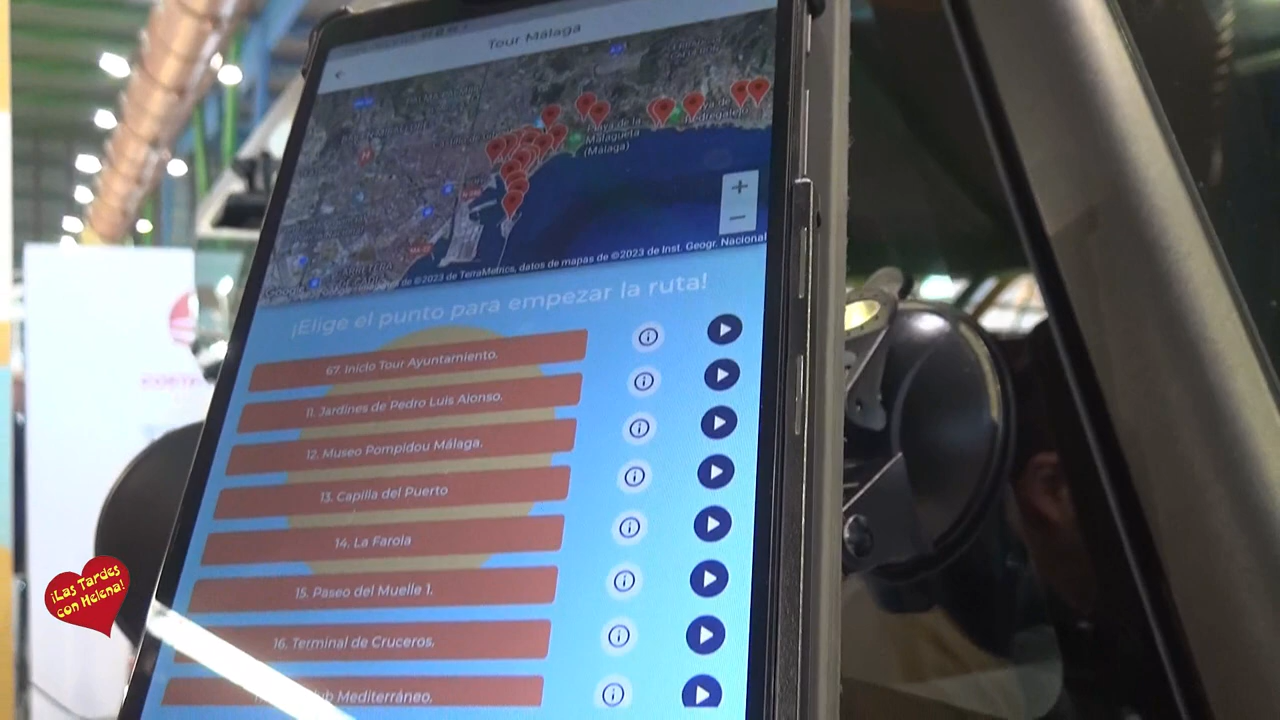 Tour Málaga
Playa de la
Malagueta
(Málaga)
+
−
©2023 de TerraMetrics, datos de mapas de ©2023 de Inst. Geogr. Nacional
¡Elige el punto para empezar la ruta!
67. Inicio Tour Ayuntamiento.
11. Jardines de Pedro Luis Alonso.
12. Museo Pompidou Málaga.
13. Capilla del Puerto
14. La Farola
15. Paseo del Muelle 1.
16. Terminal de Cruceros.
Mediterráneo.
¡Las Tardes
con Helena!